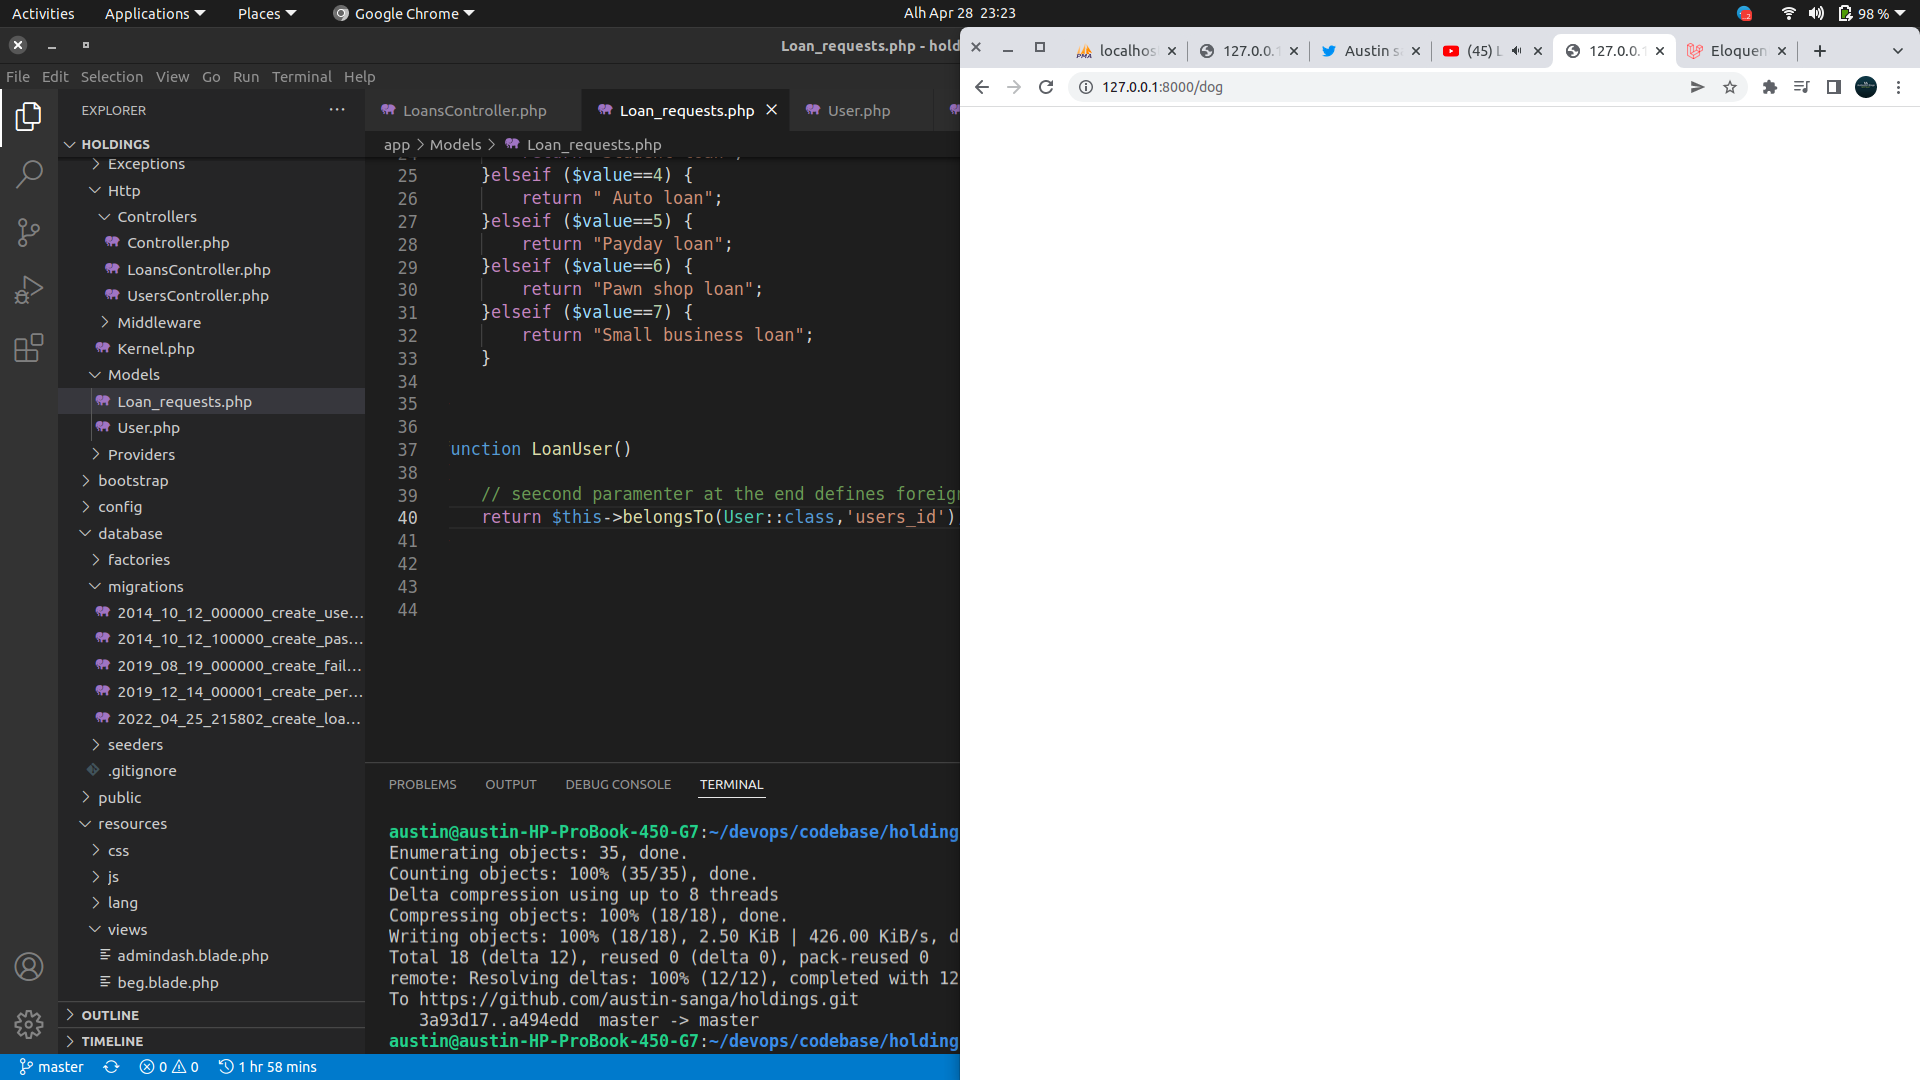 Activities Applications Places Google Chrome Alh Apr 28 23:23 98 %
Loan_requests.php - hold
File Edit Selection View Go Run Terminal Help
EXPLORER
HOLDINGS
Exceptions
Http
Controllers
Controller.php
LoansController.php
UsersController.php
Middleware
Kernel.php
Models
Loan_requests.php
User.php
Providers
bootstrap
config
database
factories
migrations
2014_10_12_000000_create_use...
2014_10_12_100000_create_pas...
2019_08_19_000000_create_fail...
2019_12_14_000001_create_per...
2022_04_25_215802_create_loa...
seeders
.gitignore
public
resources
css
js
lang
views
admindash.blade.php
beg.blade.php
OUTLINE
TIMELINE
LoansController.php Loan_requests.php User.php
app > Models > Loan_requests.php
25 }elseif ($value==4) {
26 return " Auto loan";
27 }elseif ($value==5) {
28 return "Payday loan";
29 }elseif ($value==6) {
30 return "Pawn shop loan";
31 }elseif ($value==7) {
32 return "Small business loan";
33 }
34
35
36
37 unction LoanUser()
38
39 // seecond paramenter at the end defines foreign
40 return $this->belongsTo(User::class,'users_id')
41
42
43
44
PROBLEMS OUTPUT DEBUG CONSOLE TERMINAL
austin@austin-HP-ProBook-450-G7:~/devops/codebase/holding
Enumerating objects: 35, done.
Counting objects: 100% (35/35), done.
Delta compression using up to 8 threads
Compressing objects: 100% (18/18), done.
Writing objects: 100% (18/18), 2.50 KiB | 426.00 KiB/s, d
Total 18 (delta 12), reused 0 (delta 0), pack-reused 0
remote: Resolving deltas: 100% (12/12), completed with 12
To https://github.com/austin-sanga/holdings.git
3a93d17..a494edd master -> master
austin@austin-HP-ProBook-450-G7:~/devops/codebase/holding
master 0 0 1 hr 58 mins
localhos 127.0.0.1 Austin s (45) L 127.0.0.1 Eloquen
127.0.0.1:8000/dog